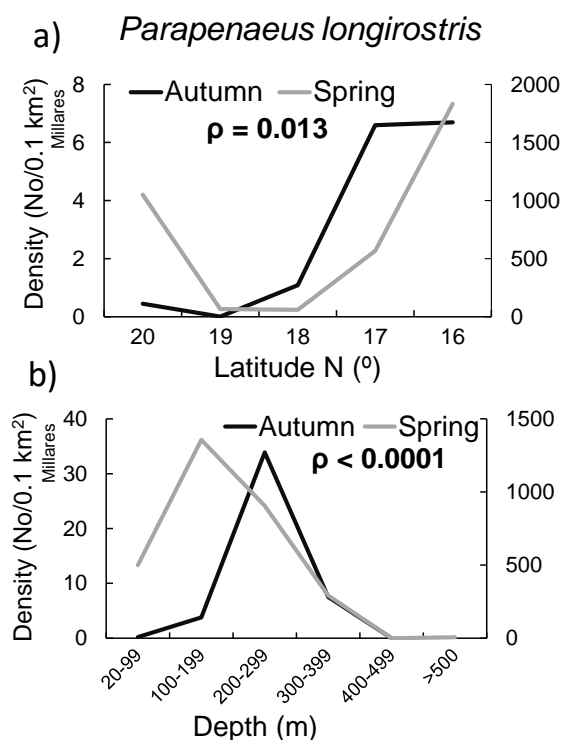 a) Parapenaeus longirostris
Autumn Spring
ρ = 0.013
Density (No/0.1 km²)
Millares
8
6
4
2
0
2000
1500
1000
500
0
20 19 18 17 16
Latitude N (º)
b)
Autumn Spring
ρ < 0.0001
Density (No/0.1 km²)
Millares
40
30
20
10
0
1500
1000
500
0
20-99 100-199 200-299 300-399 400-499 >500
Depth (m)